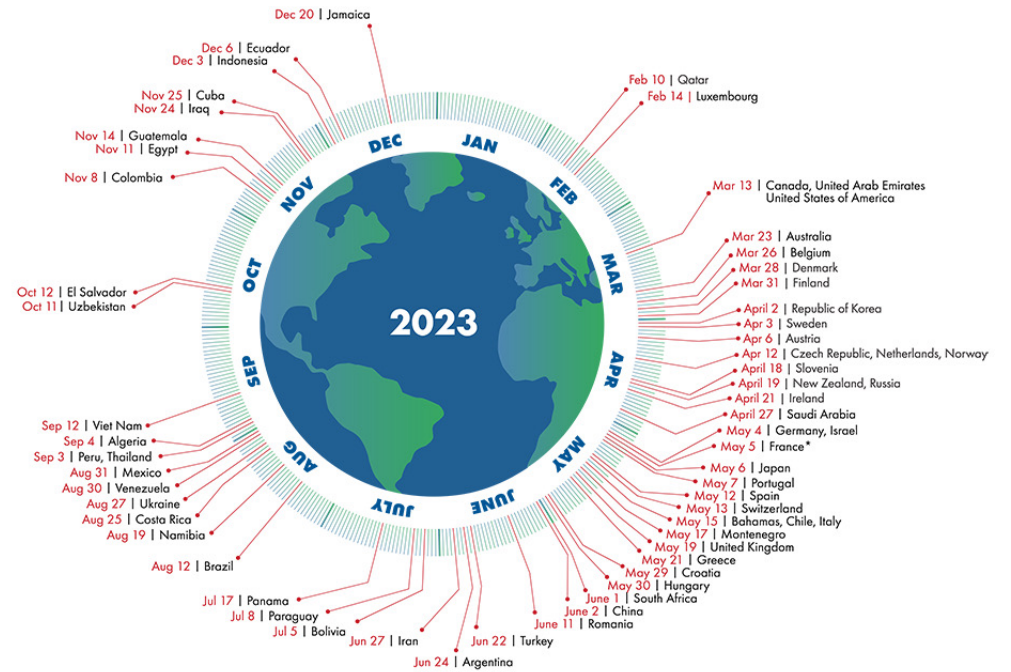 Dec 20 | Jamaica
Dec 6 | Ecuador
Dec 3 | Indonesia
Nov 25 | Cuba
Nov 24 | Iraq
Nov 14 | Guatemala
Nov 11 | Egypt
Nov 8 | Colombia
Oct 12 | El Salvador
Oct 11 | Uzbekistan
Sep 12 | Viet Nam
Sep 4 | Algeria
Sep 3 | Peru, Thailand
Aug 31 | Mexico
Aug 30 | Venezuela
Aug 27 | Ukraine
Aug 25 | Costa Rica
Aug 19 | Namibia
Aug 12 | Brazil
Jul 17 | Panama
Jul 8 | Paraguay
Jul 5 | Bolivia
Jun 27 | Iran
Jun 24 | Argentina
Jun 22 | Turkey
Feb 10 | Qatar
Feb 14 | Luxembourg
Mar 13 | Canada, United Arab Emirates
United States of America
Mar 23 | Australia
Mar 26 | Belgium
Mar 28 | Denmark
Mar 31 | Finland
April 2 | Republic of Korea
Apr 3 | Sweden
Apr 6 | Austria
Apr 12 | Czech Republic, Netherlands, Norway
April 18 | Slovenia
April 19 | New Zealand, Russia
April 21 | Ireland
April 27 | Saudi Arabia
May 4 | Germany, Israel
May 5 | France*
May 6 | Japan
May 7 | Portugal
May 12 | Spain
May 13 | Switzerland
May 15 | Bahamas, Chile, Italy
May 17 | Montenegro
May 19 | United Kingdom
May 21 | Greece
May 29 | Croatia
May 30 | Hungary
June 1 | South Africa
June 2 | China
June 11 | Romania
JAN
FEB
MAR
APR
MAY
JUNE
JULY
AUG
SEP
OCT
NOV
DEC
2023